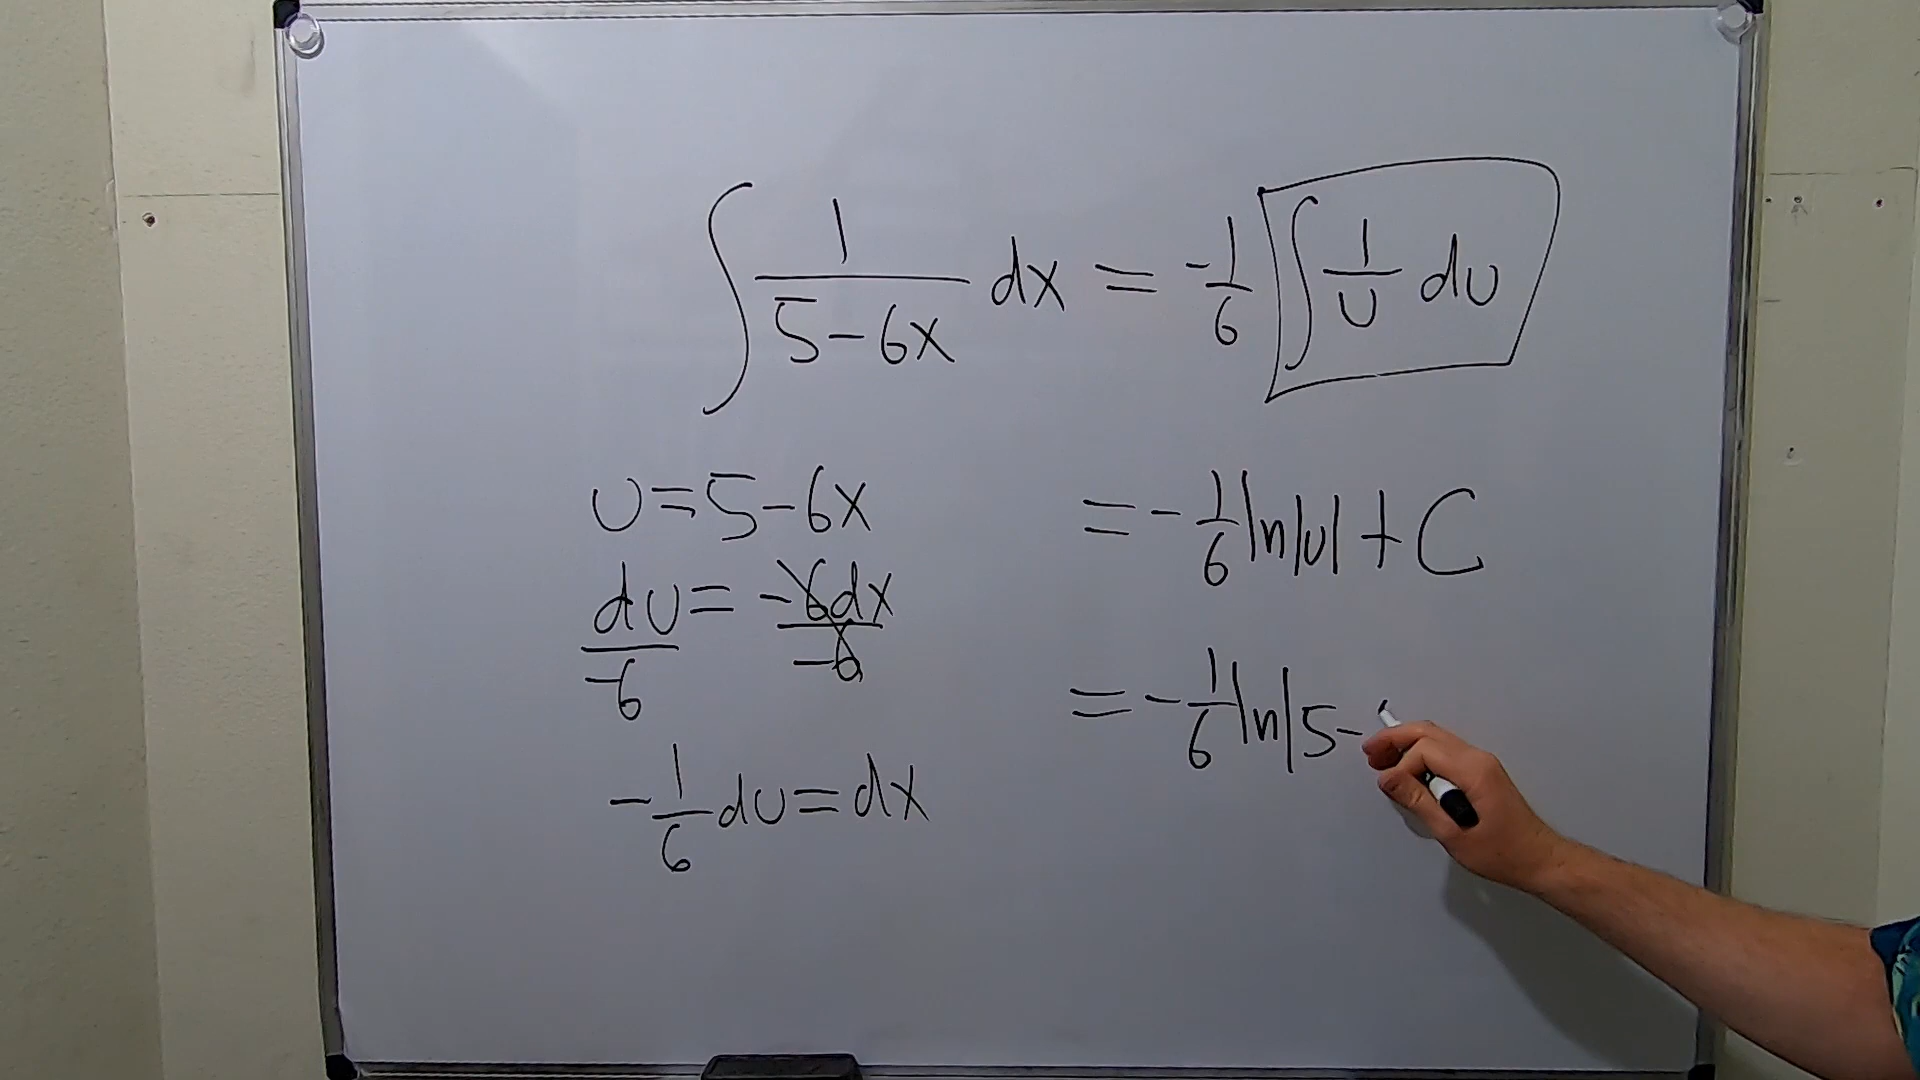 ∫ 1/(5-6x) dx = -1/6 ∫ 1/u du
u=5-6x
du/-6 = -6dx/-6
-1/6 du=dx
=-1/6 ln|u|+C
=-1/6 ln|5-